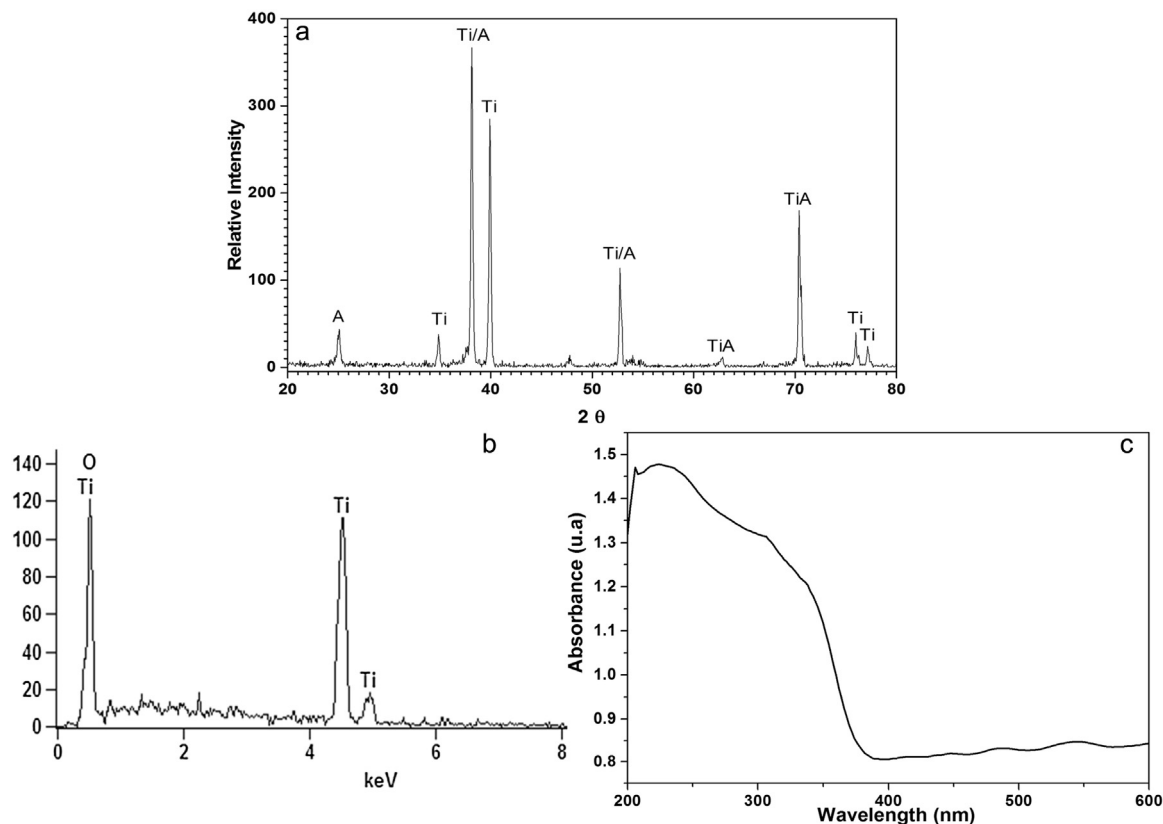 a
400
300
200
100
0
Relative Intensity
A
Ti
Ti/A
Ti
Ti/A
TiA
TiA
Ti
Ti
20 30 40 50 60 70 80
2 θ
b
140
120
100
80
60
40
20
0
O
Ti
Ti
Ti
0 2 4 6 8
keV
c
1.5
1.4
1.3
1.2
1.1
1.0
0.9
0.8
Absorbance (u.a)
200 300 400 500 600
Wavelength (nm)